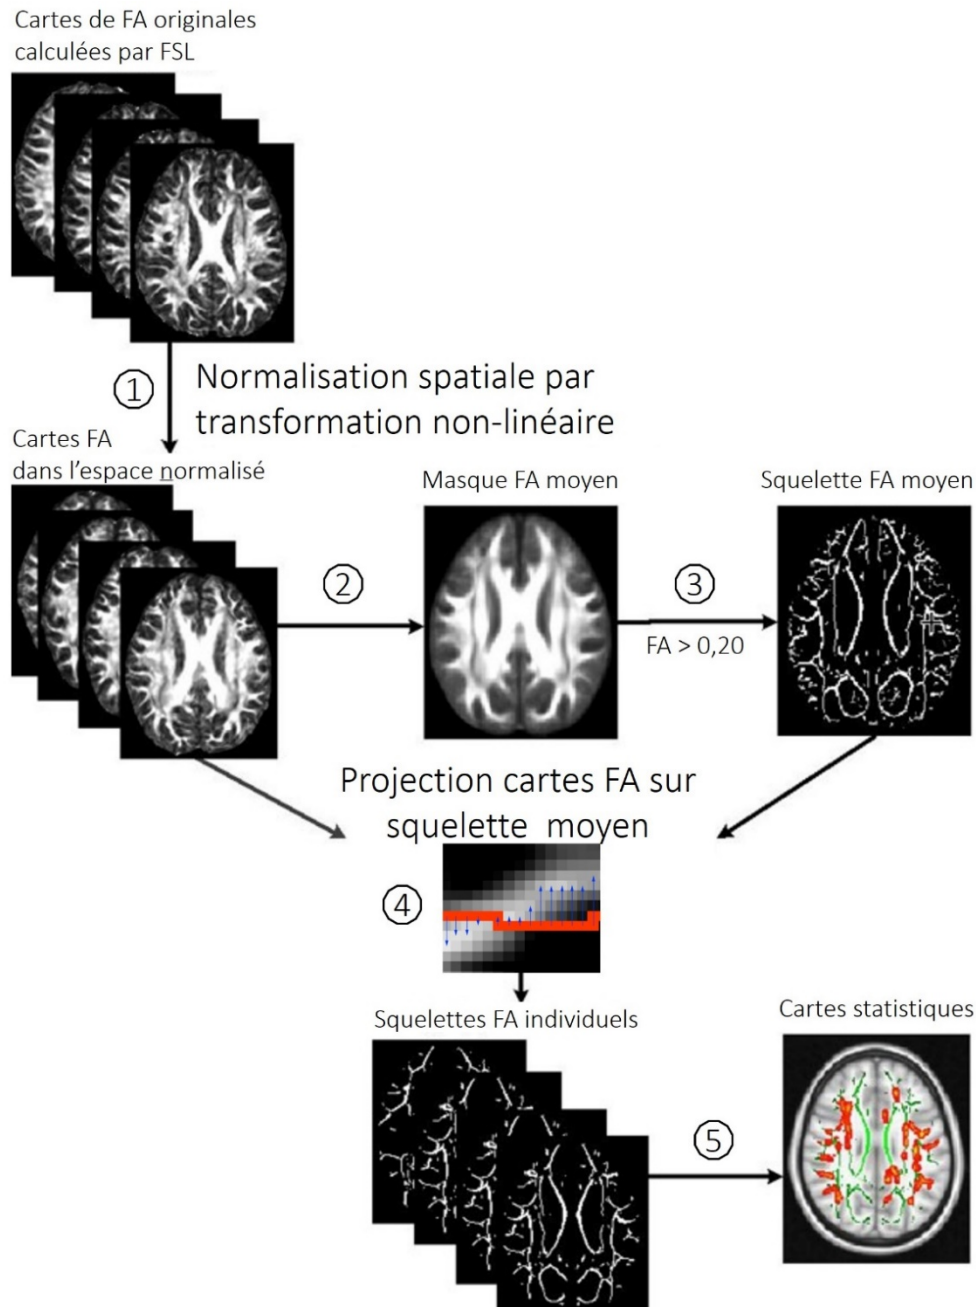 Cartes de FA originales
calculées par FSL
①
Normalisation spatiale par
transformation non-linéaire
Cartes FA
dans l'espace normalisé
Masque FA moyen
Squelette FA moyen
②
③
FA > 0,20
Projection cartes FA sur
squelette moyen
④
Squelettes FA individuels
Cartes statistiques
⑤